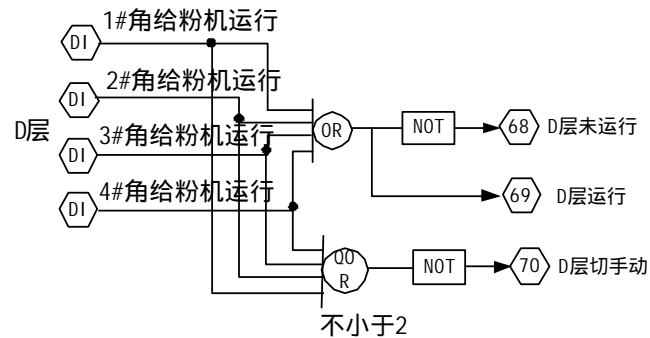 1#角给粉机运行
DI
2#角给粉机运行
DI
D层
3#角给粉机运行
DI
4#角给粉机运行
DI
OR
NOT
68
D层未运行
69
D层运行
QO
R
NOT
70
D层切手动
不小于2